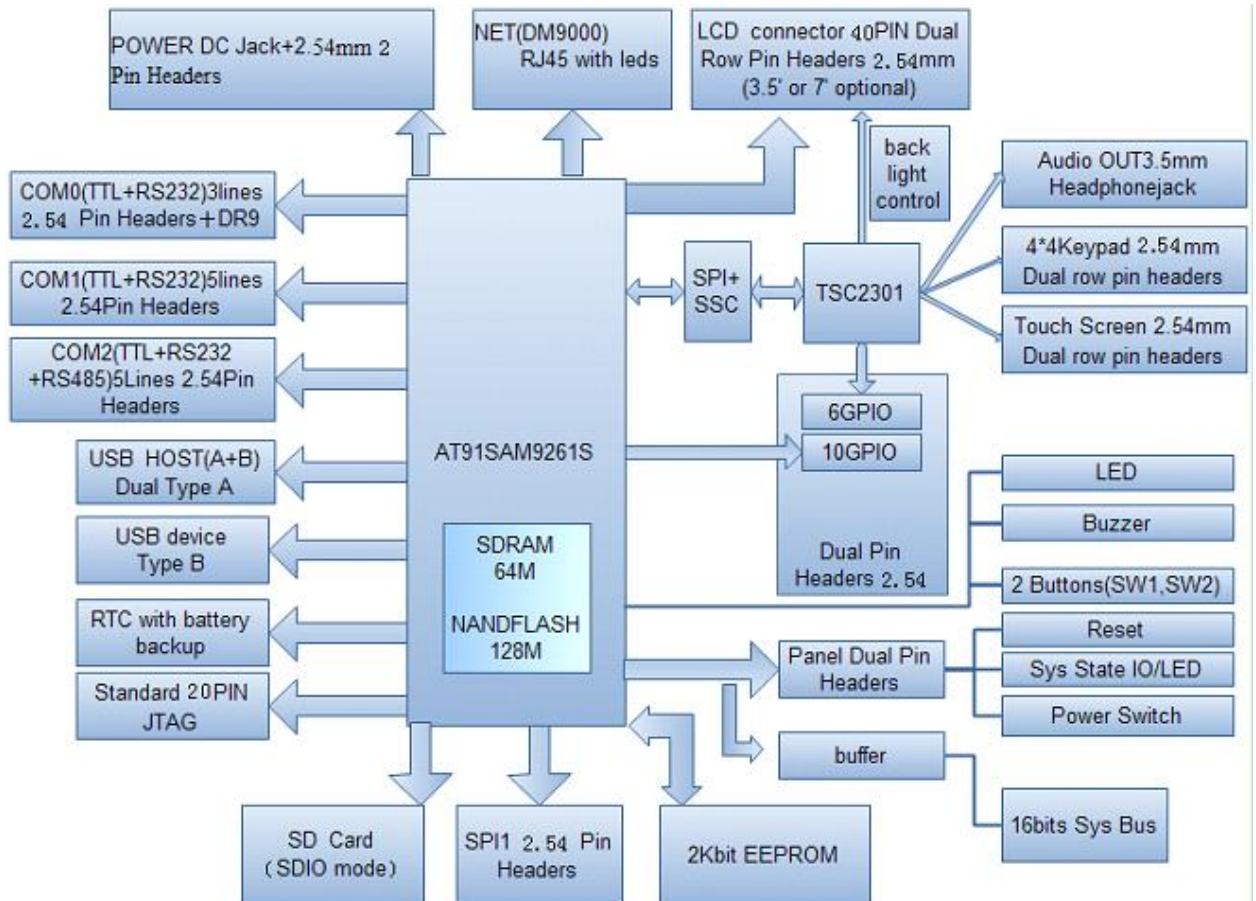 POWER DC Jack+2.54mm 2
Pin Headers
NET(DM9000)
RJ45 with leds
LCD connector 40PIN Dual
Row Pin Headers 2.54mm
(3.5' or 7' optional)
back
light
control
Audio OUT3.5mm
Headphonejack
4*4Keypad 2.54mm
Dual row pin headers
Touch Screen 2.54mm
Dual row pin headers
COM0(TTL+RS232)3lines
2.54 Pin Headers+DR9
COM1(TTL+RS232)5lines
2.54Pin Headers
COM2(TTL+RS232
+RS485)5Lines 2.54Pin
Headers
USB HOST(A+B)
Dual Type A
USB device
Type B
RTC with battery
backup
Standard 20PIN
JTAG
AT91SAM9261S
SDRAM
64M
NANDFLASH
128M
SPI+
SSC
TSC2301
6GPIO
10GPIO
Dual Pin
Headers 2.54
LED
Buzzer
2 Buttons(SW1,SW2)
Panel Dual Pin
Headers
Reset
Sys State IO/LED
Power Switch
buffer
16bits Sys Bus
SD Card
(SDIO mode)
SPI1 2.54 Pin
Headers
2Kbit EEPROM